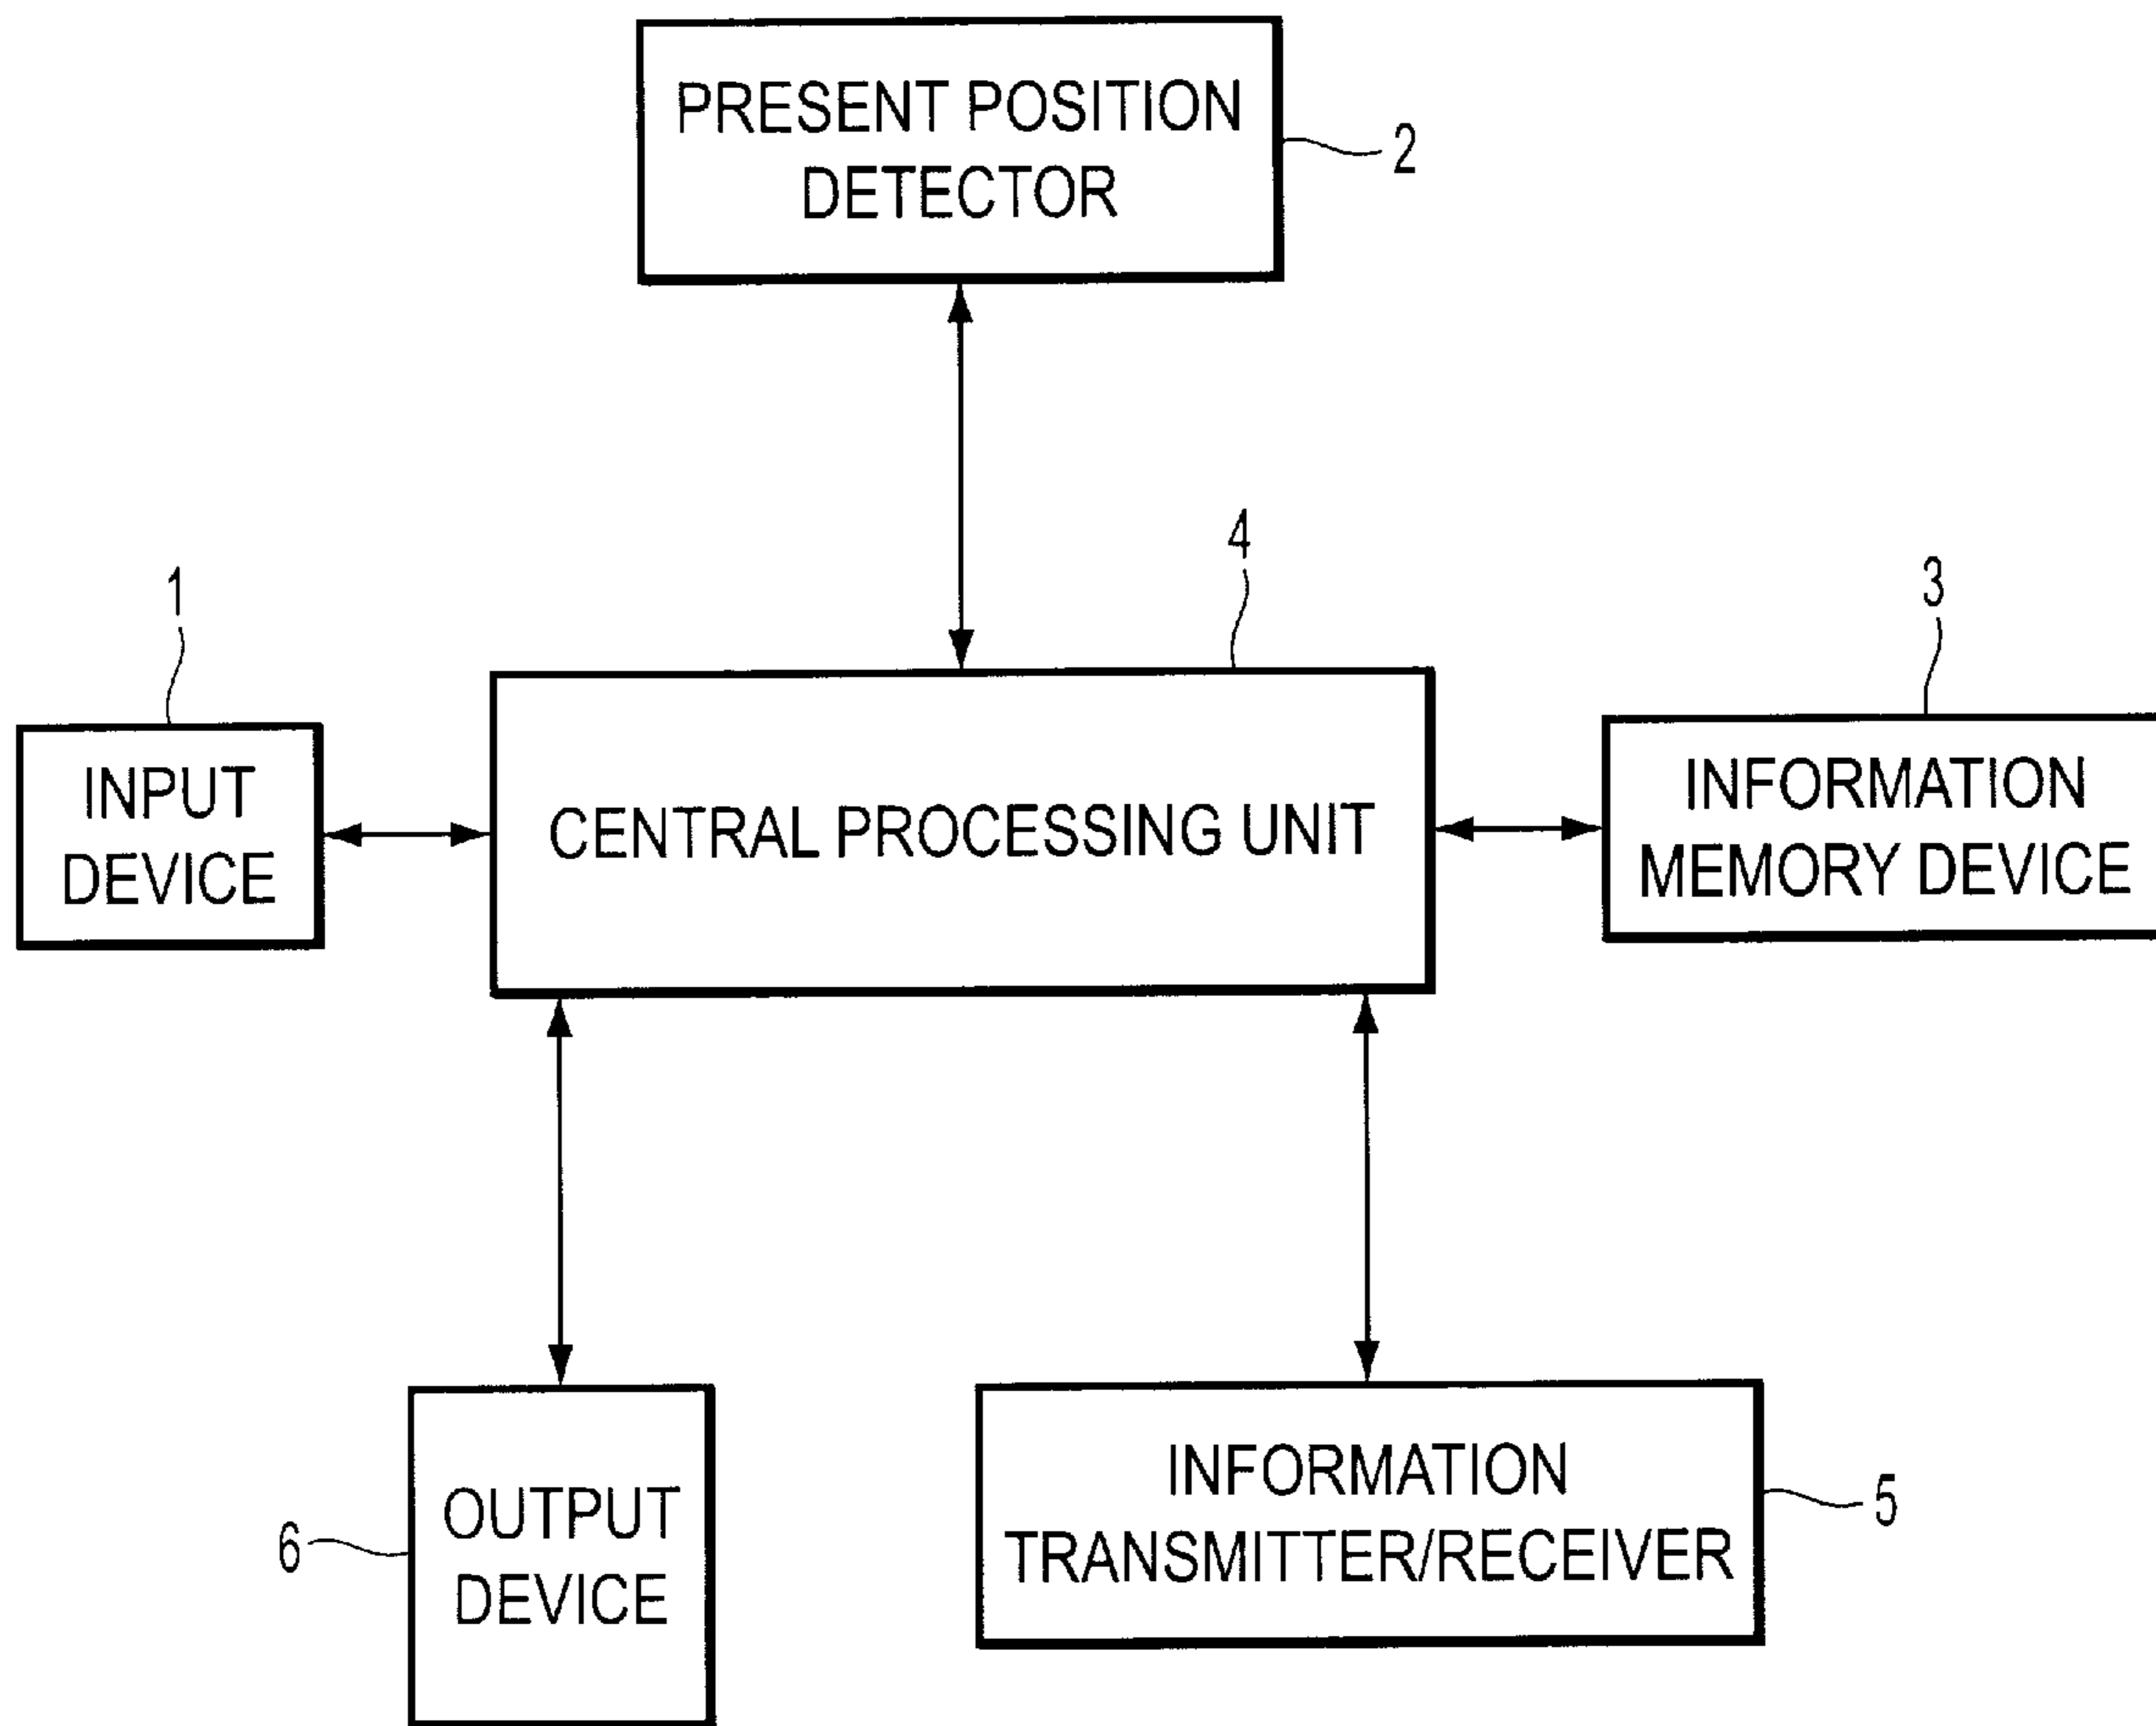 PRESENT POSITION
DETECTOR
2
4
1
3
INPUT
DEVICE
CENTRAL PROCESSING UNIT
INFORMATION
MEMORY DEVICE
OUTPUT
DEVICE
6
INFORMATION
TRANSMITTER/RECEIVER
5